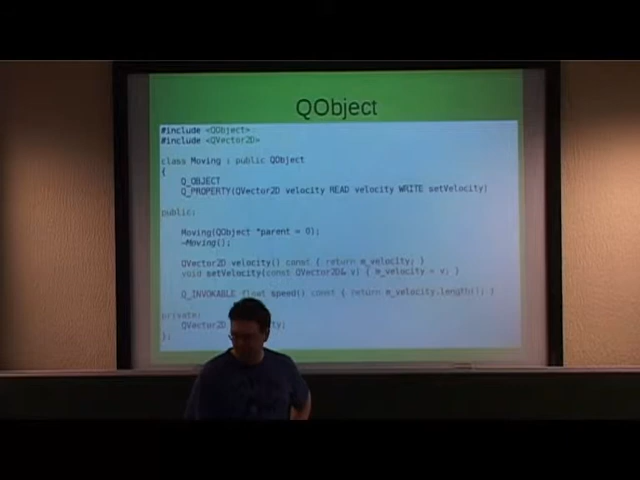 QObject
#include <QObject>
#include <QVector2D>
class Moving : public QObject
{
Q_OBJECT
Q_PROPERTY(QVector2D velocity READ velocity WRITE setVelocity)
public:
Moving(QObject *parent = 0);
~Moving();
QVector2D velocity() const { return m_velocity; }
void setVelocity(const QVector2D& v) { m_velocity = v; }
Q_INVOKABLE float speed() const { return m_velocity.length(); }
private:
QVector2D
};